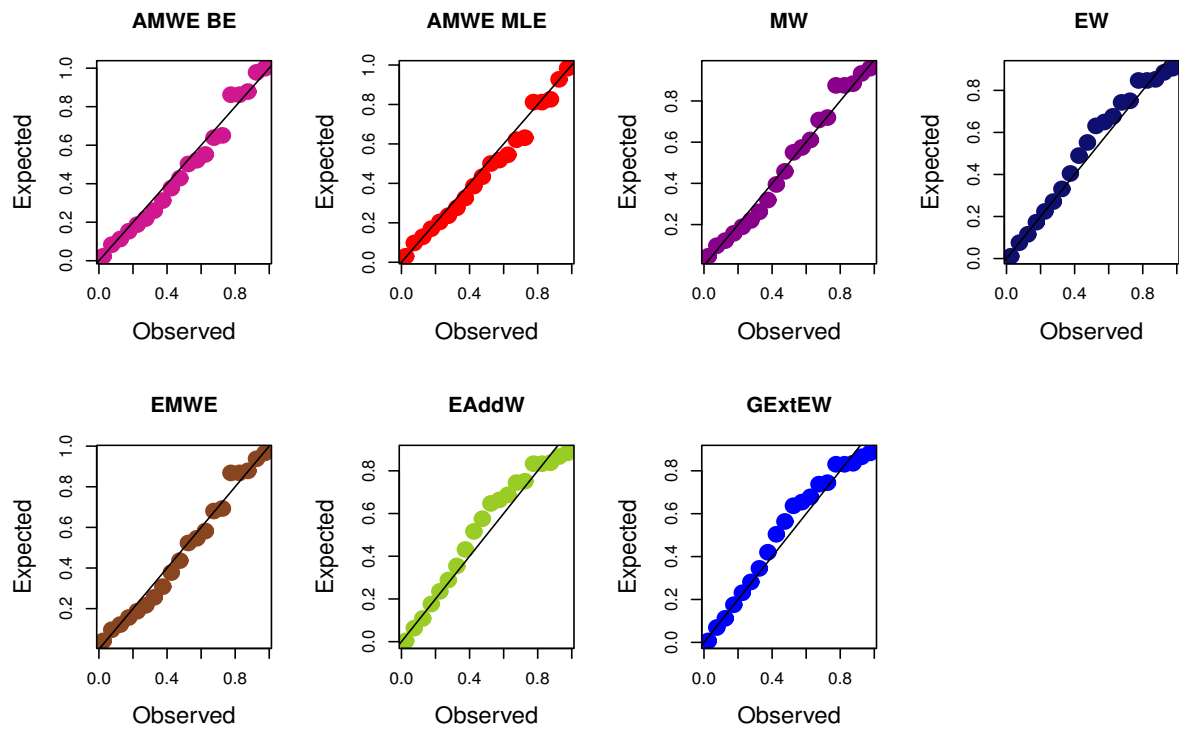 AMWE BE
Expected
0.0 0.2 0.4 0.6 0.8 1.0
0.0 0.4 0.8
Observed
AMWE MLE
Expected
0.0 0.2 0.4 0.6 0.8 1.0
0.0 0.4 0.8
Observed
MW
Expected
0.2 0.4 0.6 0.8
0.0 0.4 0.8
Observed
EW
Expected
0.0 0.2 0.4 0.6 0.8
0.0 0.4 0.8
Observed
EMWE
Expected
0.2 0.4 0.6 0.8 1.0
0.0 0.4 0.8
Observed
EAddW
Expected
0.0 0.2 0.4 0.6 0.8
0.0 0.4 0.8
Observed
GExtEW
Expected
0.0 0.2 0.4 0.6 0.8
0.0 0.4 0.8
Observed